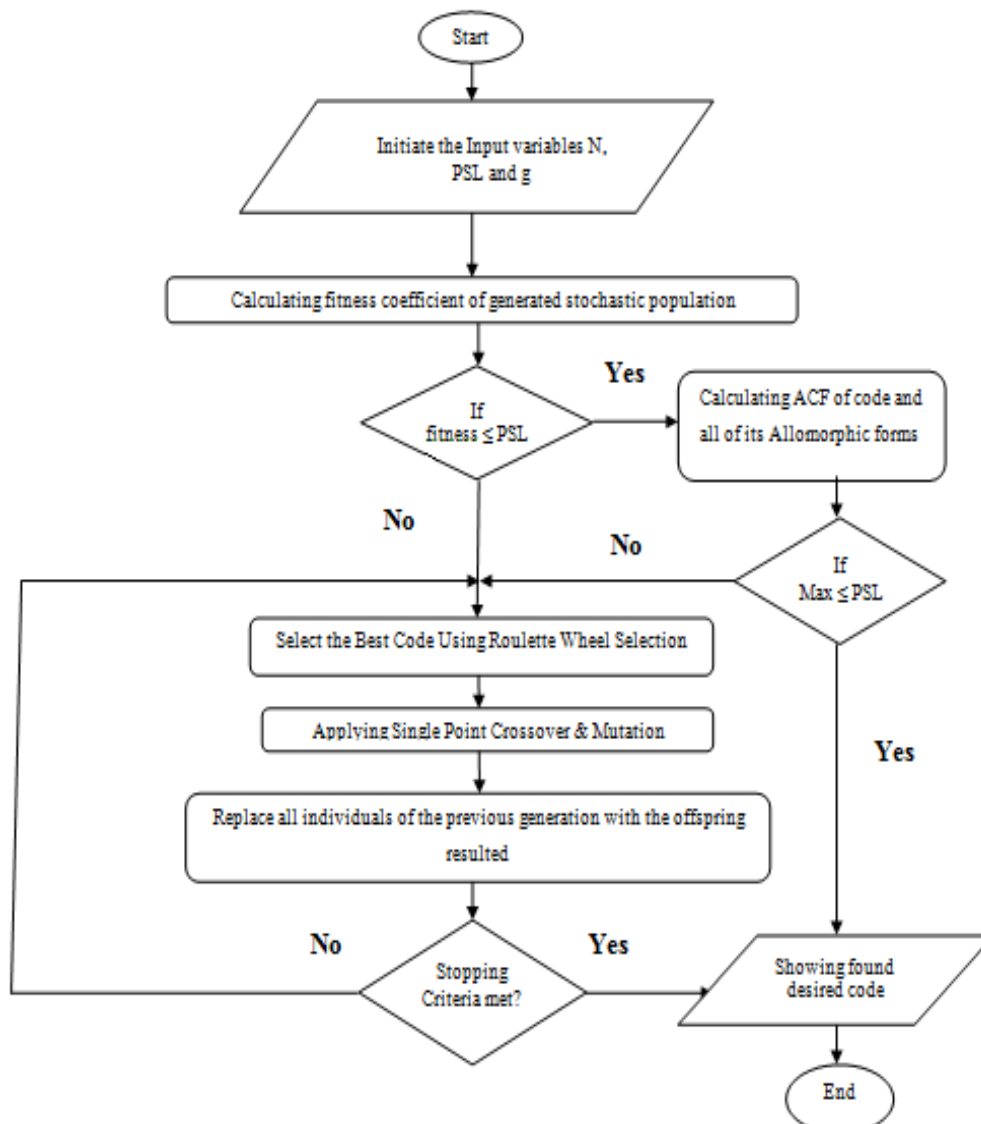 Start
Initiate the Input variables N,
PSL and g
Calculating fitness coefficient of generated stochastic population
Yes
If
fitness ≤ PSL
Calculating ACF of code and
all of its Allomorphic forms
No
No
If
Max ≤ PSL
Select the Best Code Using Roulette Wheel Selection
Applying Single Point Crossover & Mutation
Yes
Replace all individuals of the previous generation with the offspring
resulted
No
Yes
Stopping
Criteria met?
Showing found
desired code
End